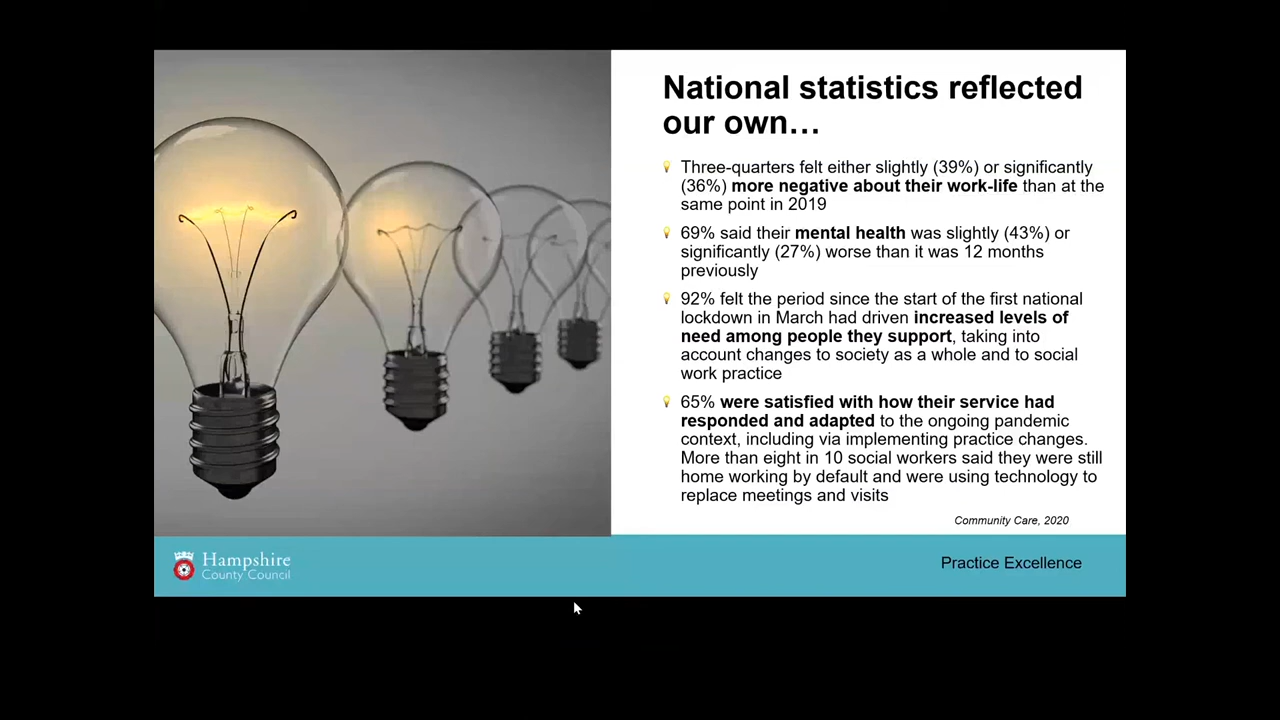 National statistics reflected
our own…
Three-quarters felt either slightly (39%) or significantly
(36%) more negative about their work-life than at the
same point in 2019
69% said their mental health was slightly (43%) or
significantly (27%) worse than it was 12 months
previously
92% felt the period since the start of the first national
lockdown in March had driven increased levels of
need among people they support, taking into
account changes to society as a whole and to social
work practice
65% were satisfied with how their service had
responded and adapted to the ongoing pandemic
context, including via implementing practice changes.
More than eight in 10 social workers said they were still
home working by default and were using technology to
replace meetings and visits
Community Care, 2020
Hampshire
County Council
Practice Excellence